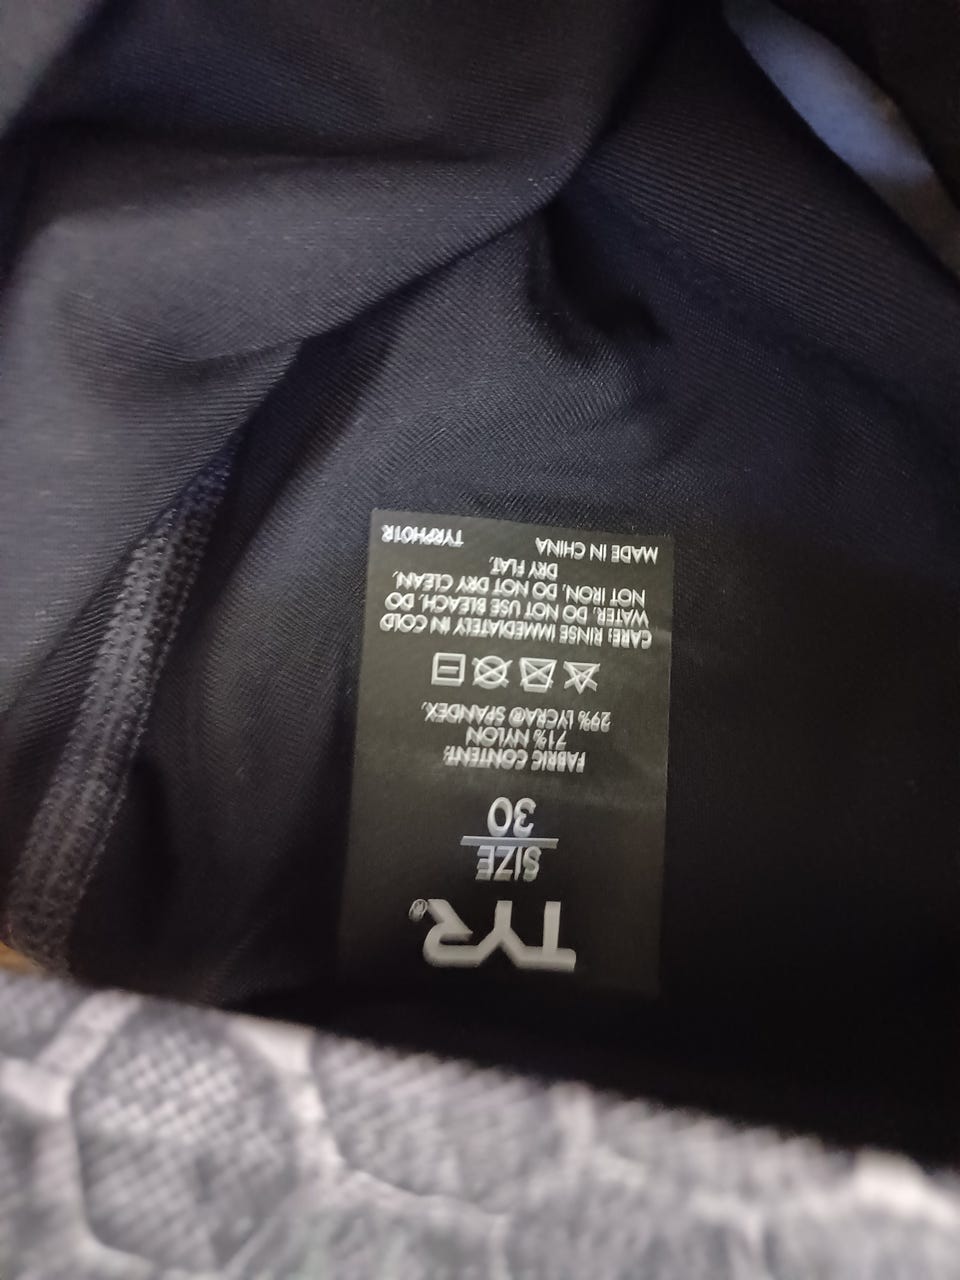 TYR®
SIZE
30
FABRIC CONTENT:
71% NYLON
29% LYCRA® SPANDEX.
CARE: RINSE IMMEDIATELY IN COLD
WATER, DO NOT USE BLEACH, DO
NOT IRON, DO NOT DRY CLEAN,
DRY FLAT.
MADE IN CHINA TYRPH01R